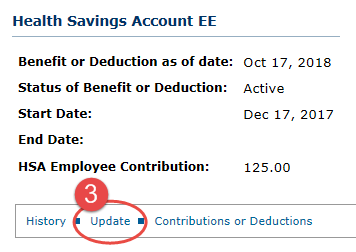 Health Savings Account EE
Benefit or Deduction as of date: Oct 17, 2018
Status of Benefit or Deduction: Active
Start Date: Dec 17, 2017
End Date:
HSA Employee Contribution: 125.00
3
History Update Contributions or Deductions